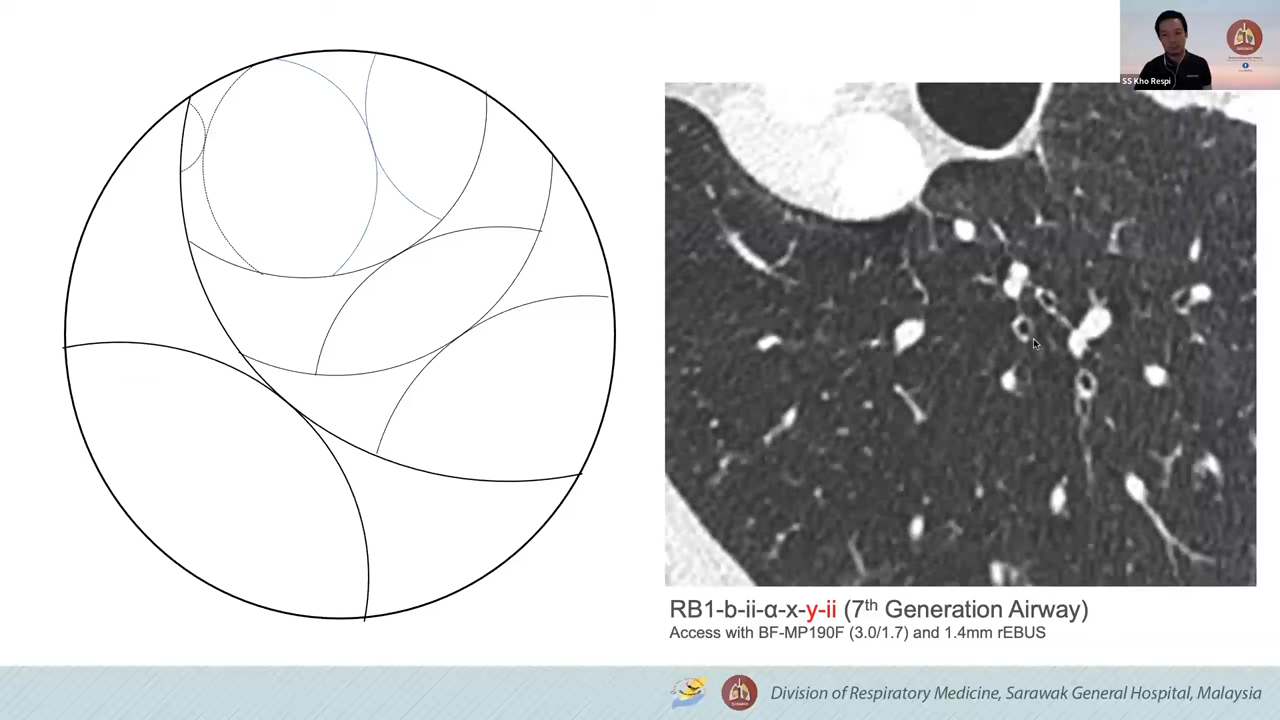 SS Kho Respi
RB1-b-ii-α-x-y-ii (7th Generation Airway)
Access with BF-MP190F (3.0/1.7) and 1.4mm rEBUS
Division of Respiratory Medicine, Sarawak General Hospital, Malaysia